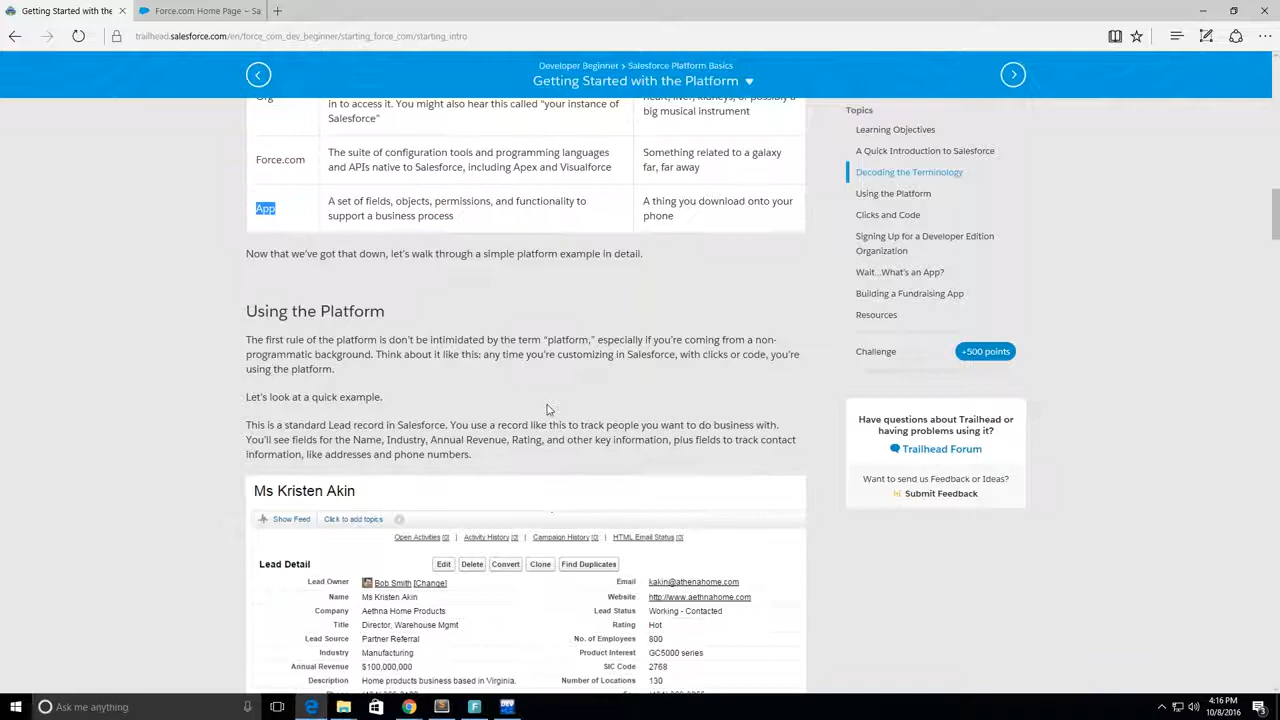 Getting Started with the
Force.com Home Page ~ Sa
trailhead.salesforce.com/en/force_com_dev_beginner/starting_force_com/starting_intro
Developer Beginner > Salesforce Platform Basics
Getting Started with the Platform
Org
in to access it. You might also hear this called "your instance of
Salesforce"
heart, liver, kidneys, or possibly a
big musical instrument
Force.com
The suite of configuration tools and programming languages
and APIs native to Salesforce, including Apex and Visualforce
Something related to a galaxy
far, far away
App
A set of fields, objects, permissions, and functionality to
support a business process
A thing you download onto your
phone
Now that we've got that down, let's walk through a simple platform example in detail.
Using the Platform
The first rule of the platform is don't be intimidated by the term "platform," especially if you're coming from a non-
programmatic background. Think about it like this: any time you're customizing in Salesforce, with clicks or code, you're
using the platform.
Let's look at a quick example.
This is a standard Lead record in Salesforce. You use a record like this to track people you want to do business with.
You'll see fields for the Name, Industry, Annual Revenue, Rating, and other key information, plus fields to track contact
information, like addresses and phone numbers.
Ms Kristen Akin
Show Feed
Click to add topics
Open Activities [0] | Activity History [0] | Campaign History [0] | HTML Email Status [0]
Lead Detail
Edit Delete Convert Clone Find Duplicates
Lead Owner Bob Smith [Change]
Email kakin@athenahome.com
Name Ms Kristen Akin
Website http://www.aethnahome.com
Company Aethna Home Products
Lead Status Working - Contacted
Title Director, Warehouse Mgmt
Rating Hot
Lead Source Partner Referral
No. of Employees 800
Industry Manufacturing
Product Interest GC5000 series
Annual Revenue $100,000,000
SIC Code 2768
Description Home products business based in Virginia.
Number of Locations 130
Topics
Learning Objectives
A Quick Introduction to Salesforce
Decoding the Terminology
Using the Platform
Clicks and Code
Signing Up for a Developer Edition
Organization
Wait...What's an App?
Building a Fundraising App
Resources
Challenge
+500 points
Have questions about Trailhead or
having problems using it?
Trailhead Forum
Want to send us Feedback or Ideas?
Submit Feedback
Ask me anything
4:16 PM
10/8/2016